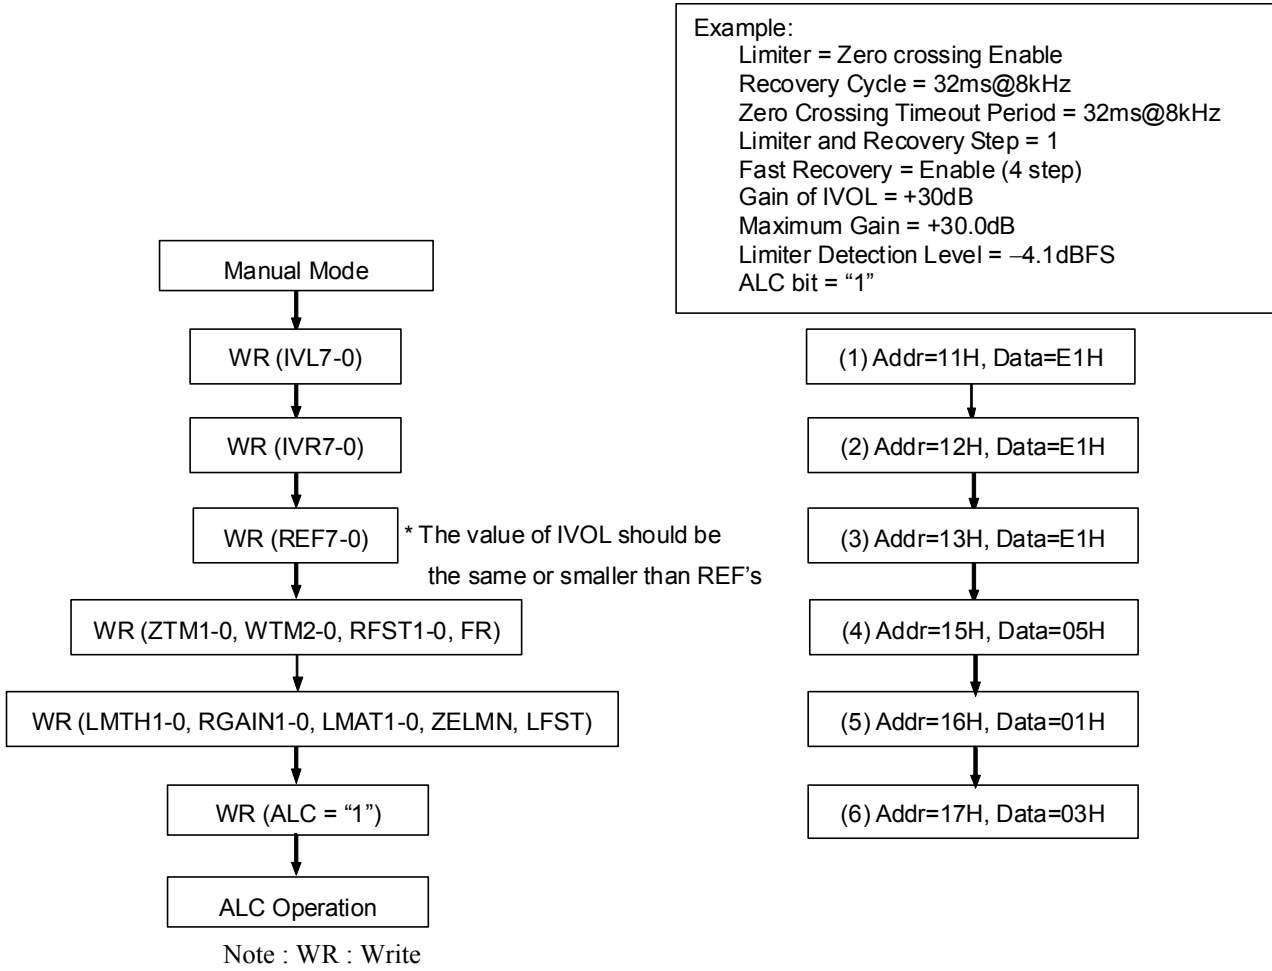 Example:
Limiter = Zero crossing Enable
Recovery Cycle = 32ms@8kHz
Zero Crossing Timeout Period = 32ms@8kHz
Limiter and Recovery Step = 1
Fast Recovery = Enable (4 step)
Gain of IVOL = +30dB
Maximum Gain = +30.0dB
Limiter Detection Level = −4.1dBFS
ALC bit = “1”
Manual Mode
WR (IVL7-0)
WR (IVR7-0)
WR (REF7-0)
* The value of IVOL should be
the same or smaller than REF’s
WR (ZTM1-0, WTM2-0, RFST1-0, FR)
WR (LMTH1-0, RGAIN1-0, LMAT1-0, ZELMN, LFST)
WR (ALC = “1”)
ALC Operation
Note : WR : Write
(1) Addr=11H, Data=E1H
(2) Addr=12H, Data=E1H
(3) Addr=13H, Data=E1H
(4) Addr=15H, Data=05H
(5) Addr=16H, Data=01H
(6) Addr=17H, Data=03H